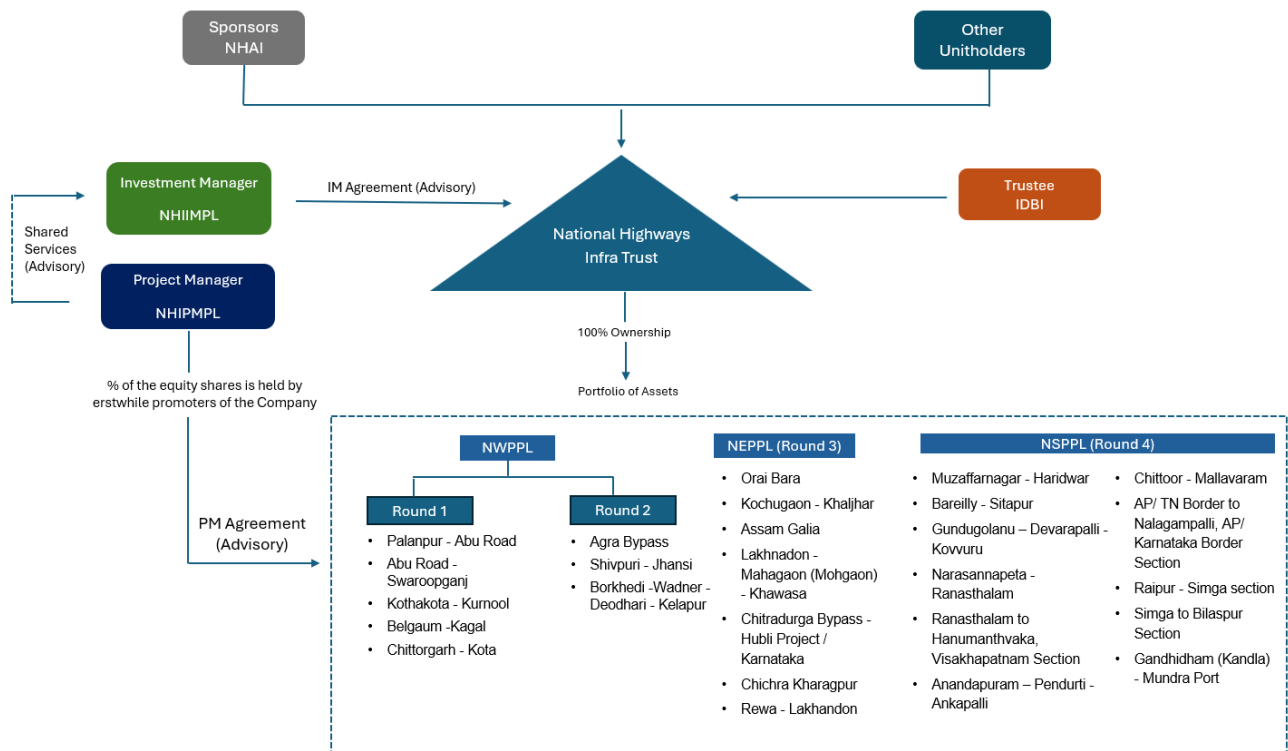 Sponsors
NHAI
Other
Unitholders
Investment Manager
NHIIMPL
IM Agreement (Advisory)
Trustee
IDBI
Shared
Services
(Advisory)
National Highways
Infra Trust
Project Manager
NHIPMPL
100% Ownership
% of the equity shares is held by
erstwhile promoters of the Company
Portfolio of Assets
PM Agreement
(Advisory)
NWPPL
Round 1
• Palanpur - Abu Road
• Abu Road -
Swaroopganj
• Kothakota - Kurnool
• Belgaum -Kagal
• Chittorgarh - Kota
Round 2
• Agra Bypass
• Shivpuri - Jhansi
• Borkhedi -Wadner -
Deodhari - Kelapur
NEPPL (Round 3)
• Orai Bara
• Kochugaon - Khaljhar
• Assam Galia
• Lakhnadon -
Mahagaon (Mohgaon)
- Khawasa
• Chitradurga Bypass -
Hubli Project /
Karnataka
• Chichra Kharagpur
• Rewa - Lakhandon
NSPPL (Round 4)
• Muzaffarnagar - Haridwar
• Bareilly - Sitapur
• Gundugolanu – Devarapalli -
Kovvuru
• Narasannapeta -
Ranasthalam
• Ranasthalam to
Hanumanthvaka,
Visakhapatnam Section
• Anandapuram – Pendurti -
Ankapalli
• Chittoor - Mallavaram
• AP/ TN Border to
Nalagampalli, AP/
Karnataka Border
Section
• Raipur - Simga section
• Simga to Bilaspur
Section
• Gandhidham (Kandla)
- Mundra Port